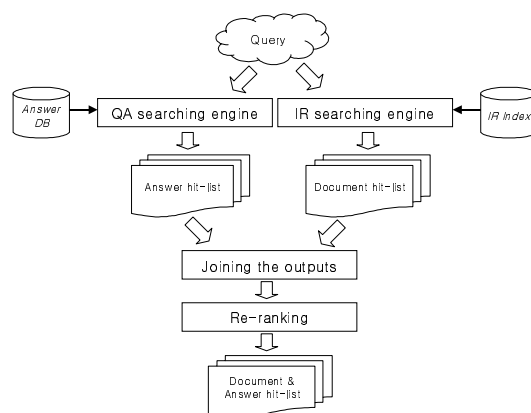 Query
Answer
DB
QA searching engine
IR searching engine
IR Index
Answer hit-list
Document hit-list
Joining the outputs
Re-ranking
Document &
Answer hit-list